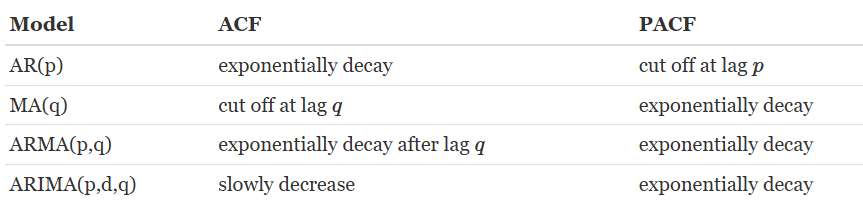 Model ACF PACF
AR(p) exponentially decay cut off at lag p
MA(q) cut off at lag q exponentially decay
ARMA(p,q) exponentially decay after lag q exponentially decay
ARIMA(p,d,q) slowly decrease exponentially decay